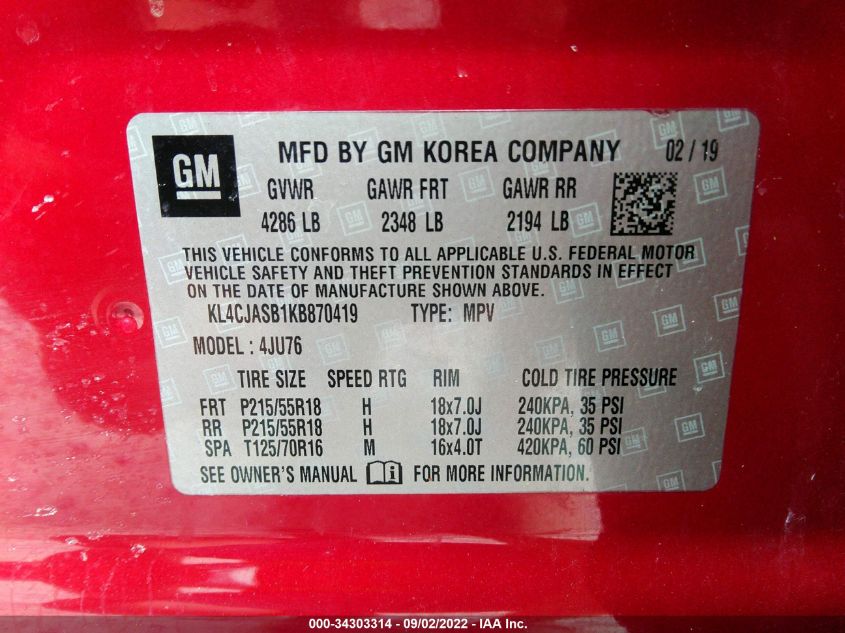 GM
MFD BY GM KOREA COMPANY 02 / 19
GVWR GAWR FRT GAWR RR
4286 LB 2348 LB 2194 LB
THIS VEHICLE CONFORMS TO ALL APPLICABLE U.S. FEDERAL MOTOR
VEHICLE SAFETY AND THEFT PREVENTION STANDARDS IN EFFECT
ON THE DATE OF MANUFACTURE SHOWN ABOVE.
KL4CJASB1KB870419 TYPE: MPV
MODEL : 4JU76
TIRE SIZE SPEED RTG RIM COLD TIRE PRESSURE
FRT P215/55R18 H 18x7.0J 240KPA, 35 PSI
RR P215/55R18 H 18x7.0J 240KPA, 35 PSI
SPA T125/70R16 M 16x4.0T 420KPA, 60 PSI
SEE OWNER'S MANUAL FOR MORE INFORMATION.
000-34303314 - 09/02/2022 - IAA Inc.